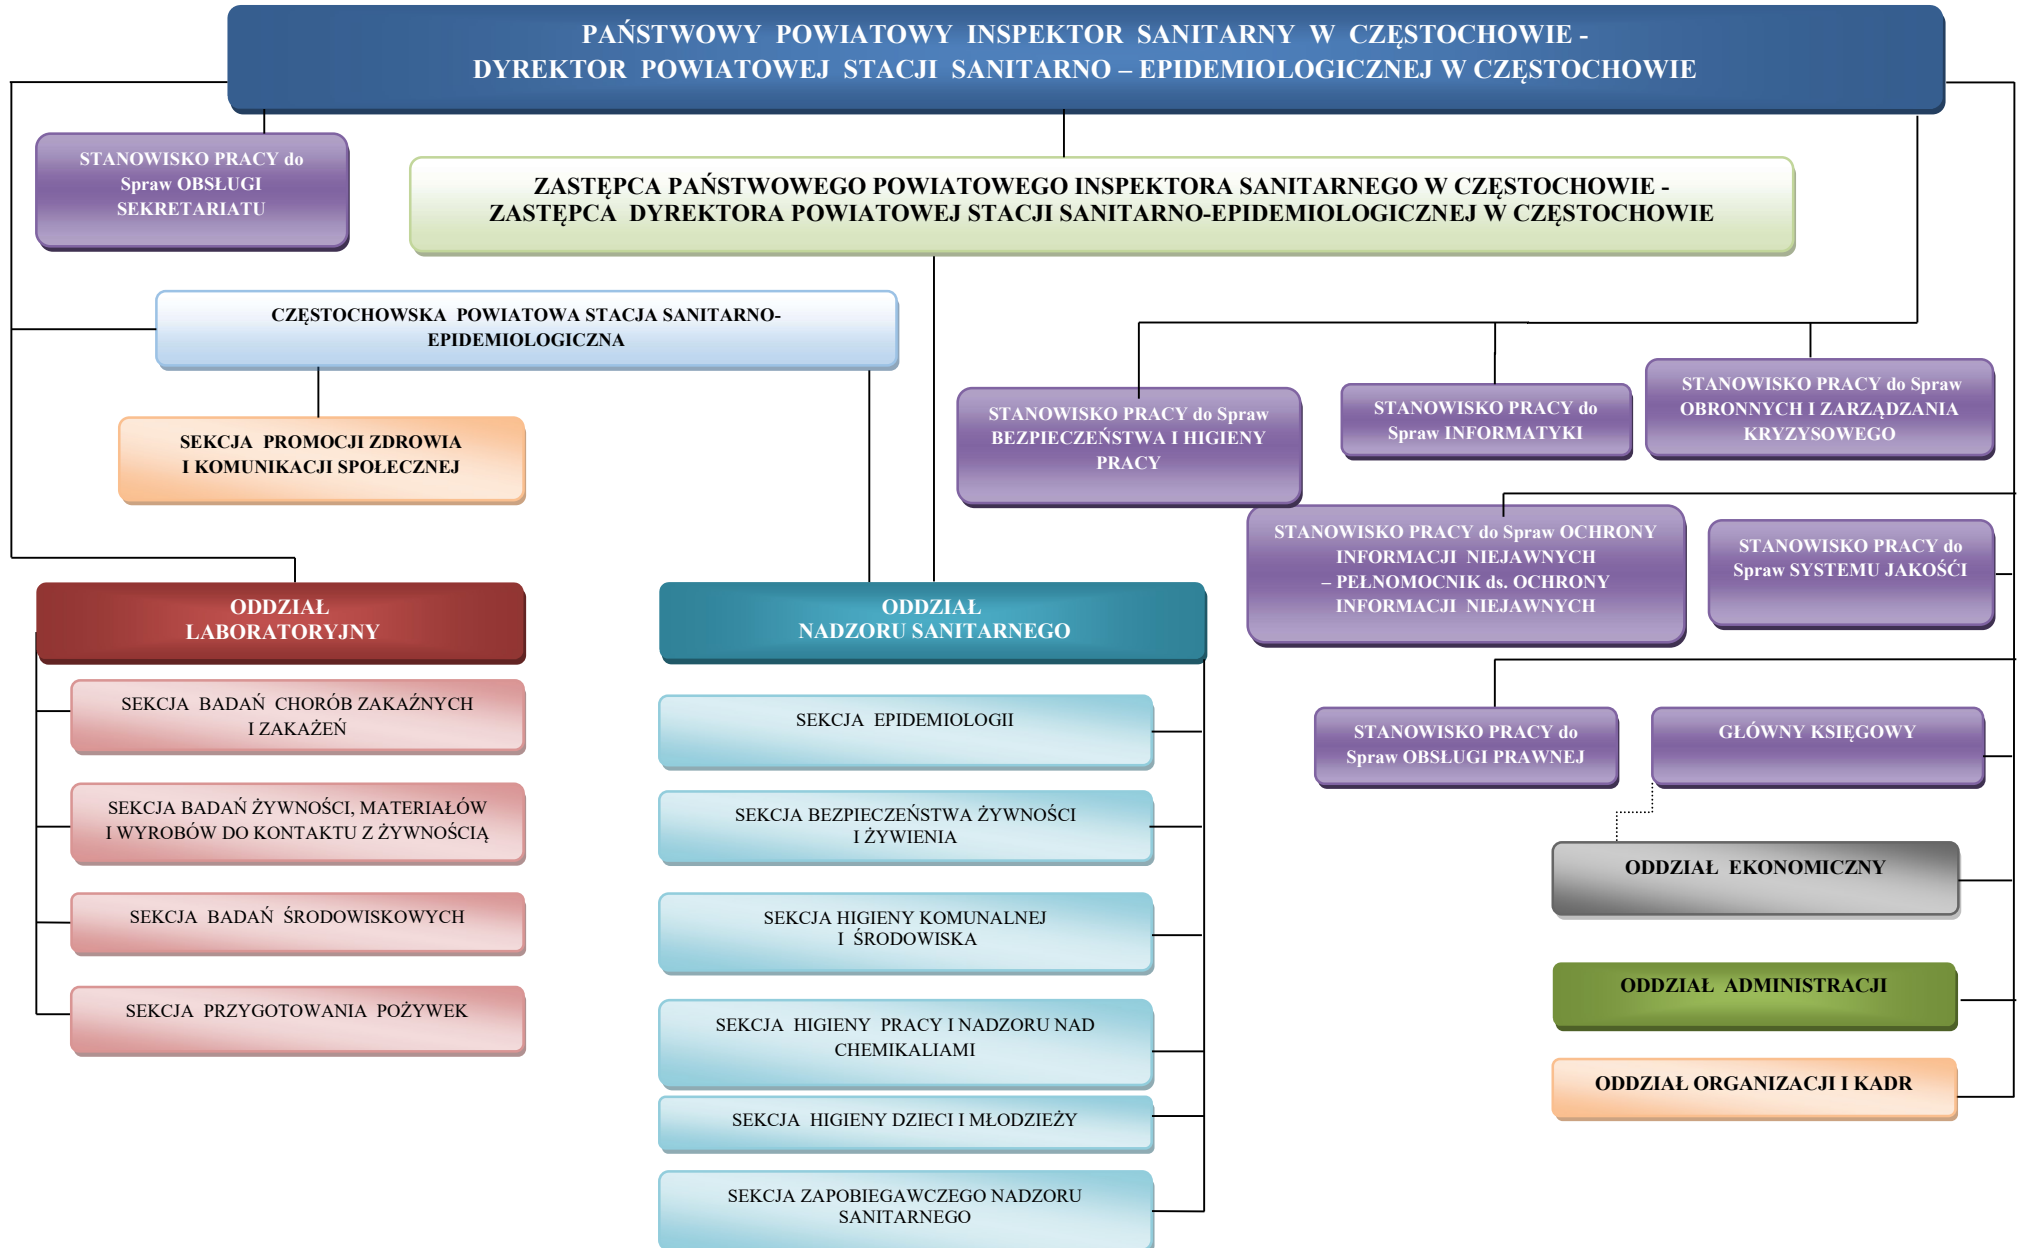 PAŃSTWOWY POWIATOWY INSPEKTOR SANITARNY W CZĘSTOCHOWIE -
DYREKTOR POWIATOWEJ STACJI SANITARNO – EPIDEMIOLOGICZNEJ W CZĘSTOCHOWIE
STANOWISKO PRACY do
Spraw OBSŁUGI
SEKRETARIATU
ZASTĘPCA PAŃSTWOWEGO POWIATOWEGO INSPEKTORA SANITARNEGO W CZĘSTOCHOWIE -
ZASTĘPCA DYREKTORA POWIATOWEJ STACJI SANITARNO-EPIDEMIOLOGICZNEJ W CZĘSTOCHOWIE
CZĘSTOCHOWSKA POWIATOWA STACJA SANITARNO-
EPIDEMIOLOGICZNA
SEKCJA PROMOCJI ZDROWIA
I KOMUNIKACJI SPOŁECZNEJ
STANOWISKO PRACY do Spraw
BEZPIECZEŃSTWA I HIGIENY
PRACY
STANOWISKO PRACY do
Spraw INFORMATYKI
STANOWISKO PRACY do Spraw
OBRONNYCH I ZARZĄDZANIA
KRYZYSOWEGO
STANOWISKO PRACY do Spraw OCHRONY
INFORMACJI NIEJAWNYCH
– PEŁNOMOCNIK ds. OCHRONY
INFORMACJI NIEJAWNYCH
STANOWISKO PRACY do
Spraw SYSTEMU JAKOŚĆI
ODDZIAŁ
LABORATORYJNY
SEKCJA BADAŃ CHORÓB ZAKAŹNYCH
I ZAKAŻEŃ
SEKCJA BADAŃ ŻYWNOŚCI, MATERIAŁÓW
I WYROBÓW DO KONTAKTU Z ŻYWNOŚCIĄ
SEKCJA BADAŃ ŚRODOWISKOWYCH
SEKCJA PRZYGOTOWANIA POŻYWEK
ODDZIAŁ
NADZORU SANITARNEGO
SEKCJA EPIDEMIOLOGII
SEKCJA BEZPIECZEŃSTWA ŻYWNOŚCI
I ŻYWIENIA
SEKCJA HIGIENY KOMUNALNEJ
I ŚRODOWISKA
SEKCJA HIGIENY PRACY I NADZORU NAD
CHEMIKALIAMI
SEKCJA HIGIENY DZIECI I MŁODZIEŻY
SEKCJA ZAPOBIEGAWCZEGO NADZORU
SANITARNEGO
STANOWISKO PRACY do
Spraw OBSŁUGI PRAWNEJ
GŁÓWNY KSIĘGOWY
ODDZIAŁ EKONOMICZNY
ODDZIAŁ ADMINISTRACJI
ODDZIAŁ ORGANIZACJI I KADR